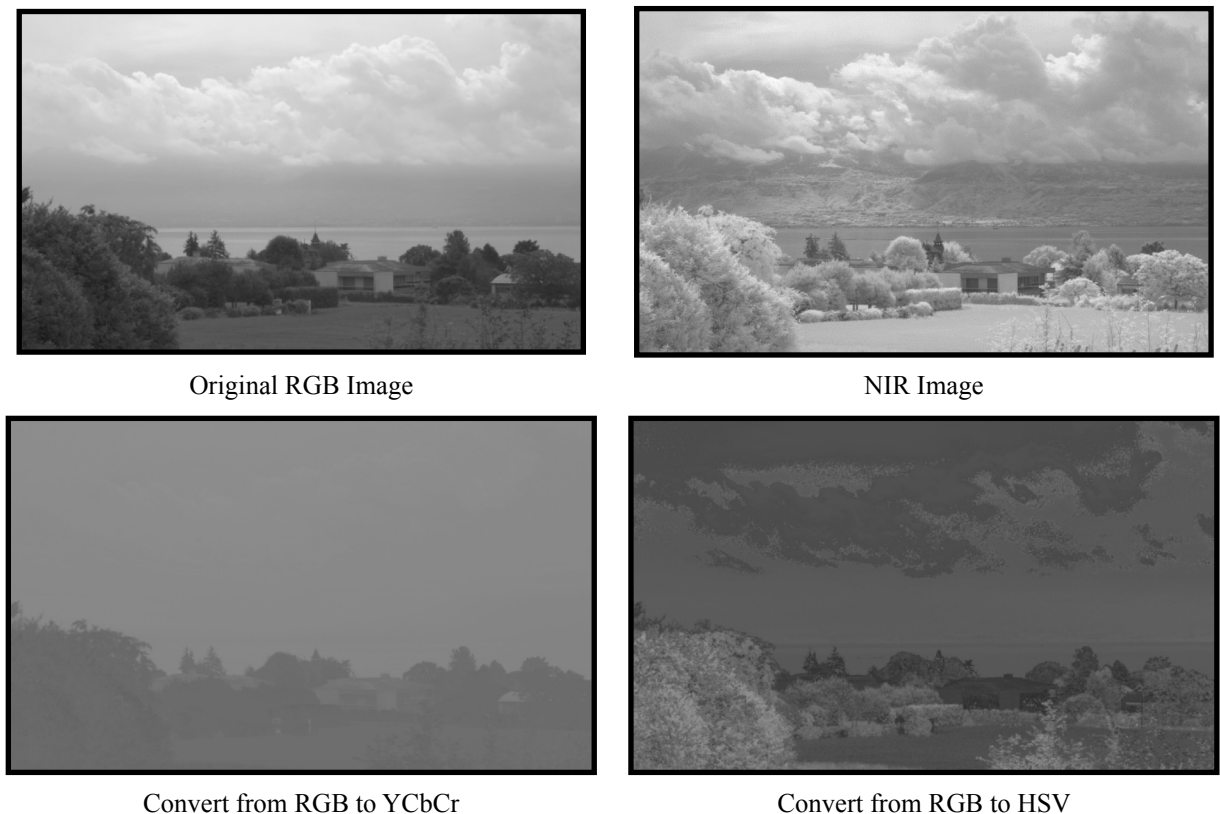 Original RGB Image
NIR Image
Convert from RGB to YCbCr
Convert from RGB to HSV